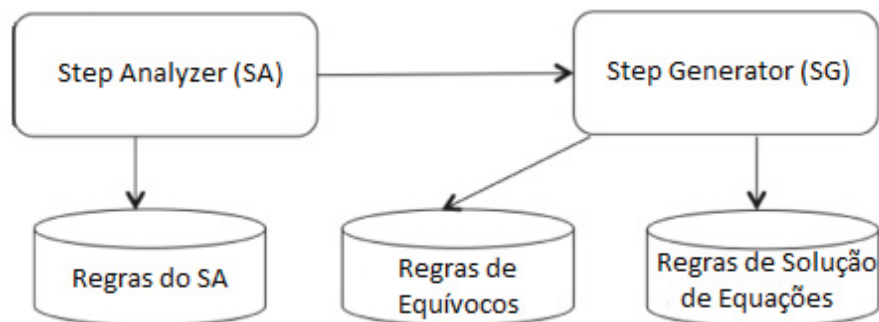 Step Analyzer (SA)
Step Generator (SG)
Regras do SA
Regras de
Equívocos
Regras de Solução
de Equações